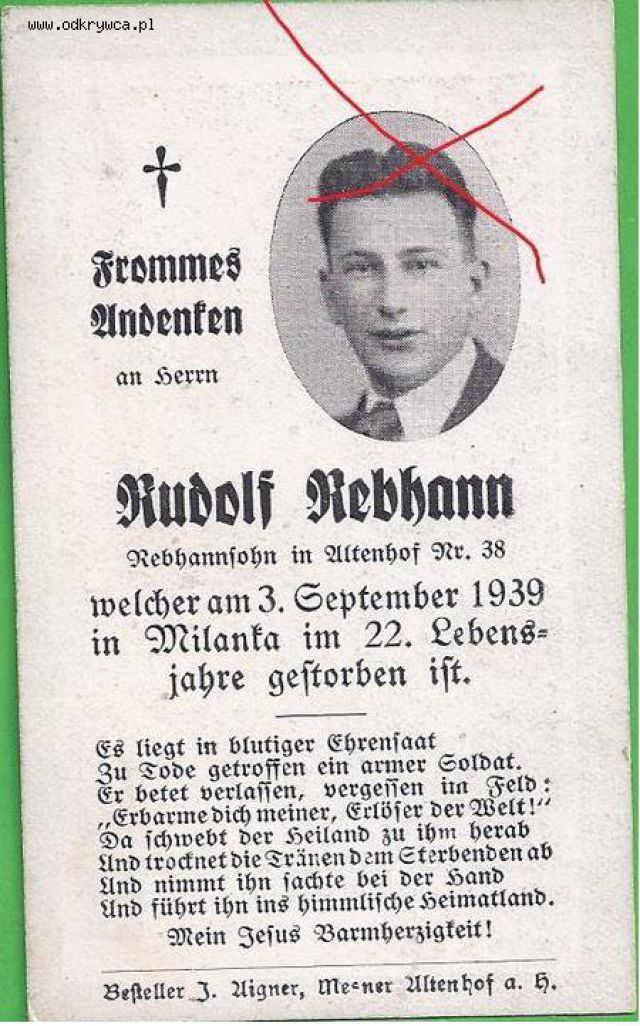 www.odkrywca.pl
Frommes
Andenken
an Herrn
Rudolf Rebhann
Rebhannsohn in Altenhof Nr. 38
welcher am 3. September 1939
in Milanka im 22. Lebens-
jahre gestorben ist.
Es liegt in blutiger Ehrensaat
Zu Tode getroffen ein armer Soldat.
Er betet verlassen, vergessen im Feld:
„Erbarme dich meiner, Erlöser der Welt!“
Da schwebt der Heiland zu ihm herab
Und trocknet die Tränen dem Sterbenden ab
Und nimmt ihn sachte bei der Hand
Und führt ihn ins himmlische Heimatland.
Mein Jesus Barmherzigkeit!
Besteller J. Aigner, Altenhof a. H.